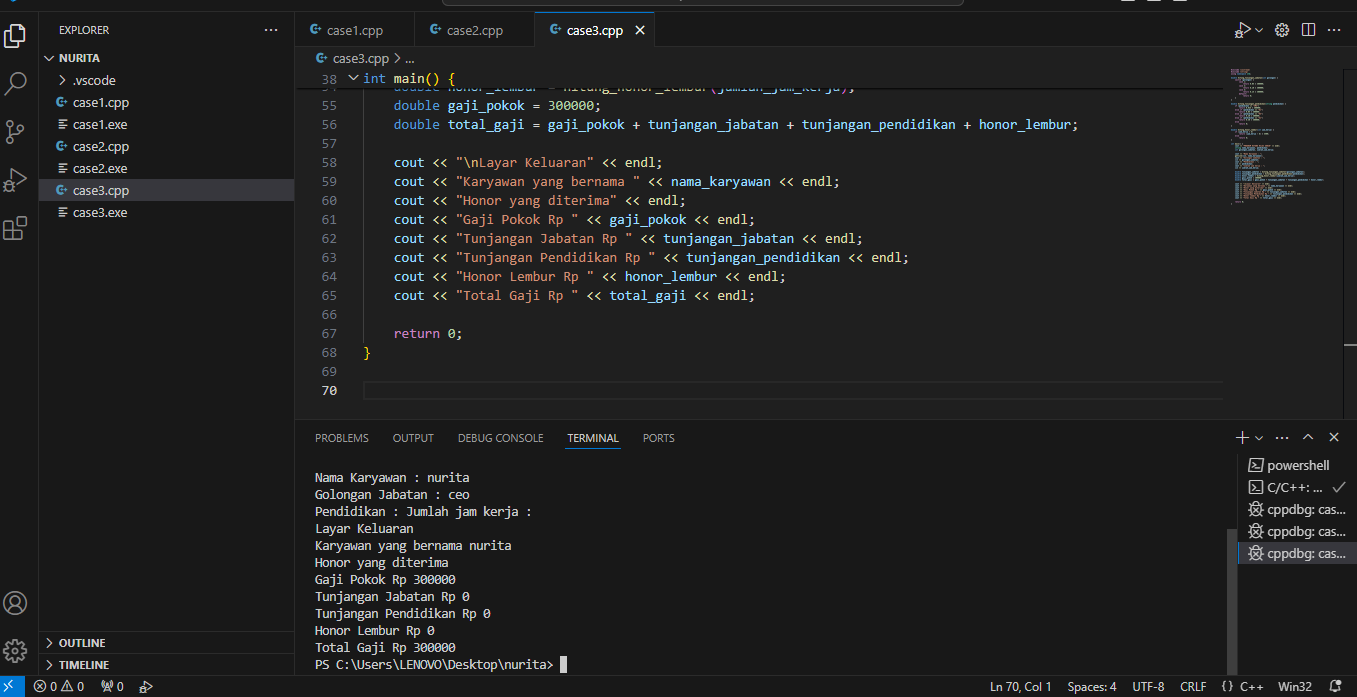 EXPLORER
NURITA
.vscode
case1.cpp
case1.exe
case2.cpp
case2.exe
case3.cpp
case3.exe
OUTLINE
TIMELINE
case1.cpp case2.cpp case3.cpp
case3.cpp > ...
38 int main() {
double honor_lembur = hitung_honor_lembur(jumlah_jam_kerja);
55 double gaji_pokok = 300000;
56 double total_gaji = gaji_pokok + tunjangan_jabatan + tunjangan_pendidikan + honor_lembur;
57
58 cout << "\nLayar Keluaran" << endl;
59 cout << "Karyawan yang bernama " << nama_karyawan << endl;
60 cout << "Honor yang diterima" << endl;
61 cout << "Gaji Pokok Rp " << gaji_pokok << endl;
62 cout << "Tunjangan Jabatan Rp " << tunjangan_jabatan << endl;
63 cout << "Tunjangan Pendidikan Rp " << tunjangan_pendidikan << endl;
64 cout << "Honor Lembur Rp " << honor_lembur << endl;
65 cout << "Total Gaji Rp " << total_gaji << endl;
66
67 return 0;
68 }
69
70
PROBLEMS OUTPUT DEBUG CONSOLE TERMINAL PORTS
Nama Karyawan : nurita
Golongan Jabatan : ceo
Pendidikan : Jumlah jam kerja :
Layar Keluaran
Karyawan yang bernama nurita
Honor yang diterima
Gaji Pokok Rp 300000
Tunjangan Jabatan Rp 0
Tunjangan Pendidikan Rp 0
Honor Lembur Rp 0
Total Gaji Rp 300000
PS C:\Users\LENOVO\Desktop\nurita>
powershell
C/C++: ...
cppdbg: cas...
cppdbg: cas...
cppdbg: cas...
0 0 0 Ln 70, Col 1 Spaces: 4 UTF-8 CRLF {} C++ Win32